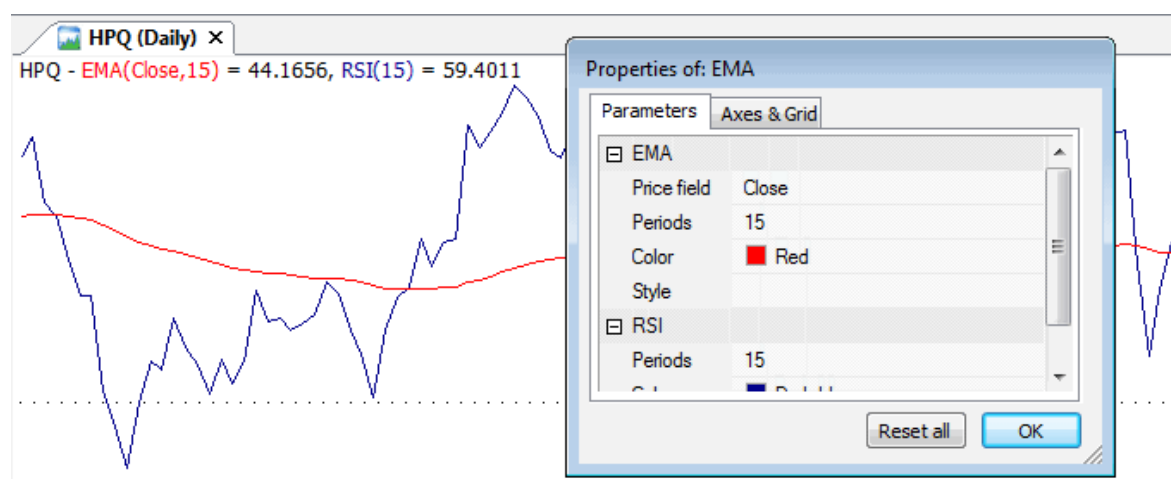 HPQ (Daily) ×
HPQ - EMA(Close,15) = 44.1656, RSI(15) = 59.4011
Properties of: EMA
Parameters Axes & Grid
EMA
Price field Close
Periods 15
Color Red
Style
RSI
Periods 15
Reset all OK